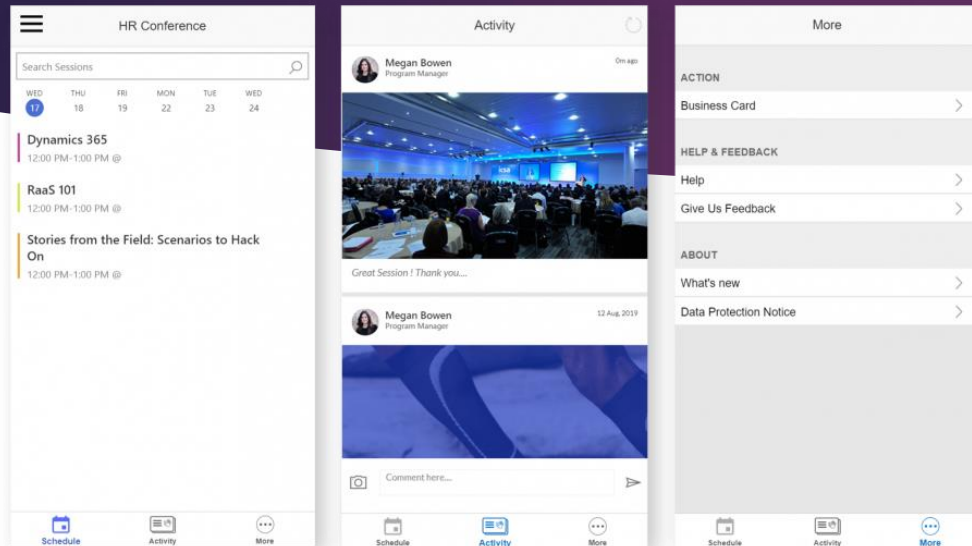 HR Conference
Search Sessions
WED THU FRI MON TUE WED
17 18 19 22 23 24
Dynamics 365
12:00 PM-1:00 PM @
RaaS 101
12:00 PM-1:00 PM @
Stories from the Field: Scenarios to Hack
On
12:00 PM-1:00 PM @
Schedule Activity More
Activity
Megan Bowen 0m ago
Program Manager
Great Session ! Thank you....
Megan Bowen 12 Aug, 2019
Program Manager
Comment here....
Schedule Activity More
More
ACTION
Business Card
HELP & FEEDBACK
Help
Give Us Feedback
ABOUT
What's new
Data Protection Notice
Schedule Activity More